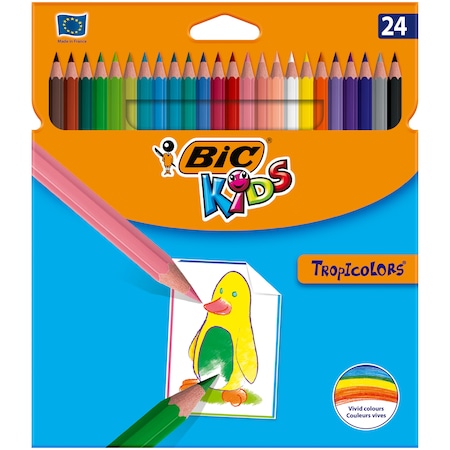 24
Made in France
BIC
KIDS
TROPICOLORS®
Vivid colours
Couleurs vives